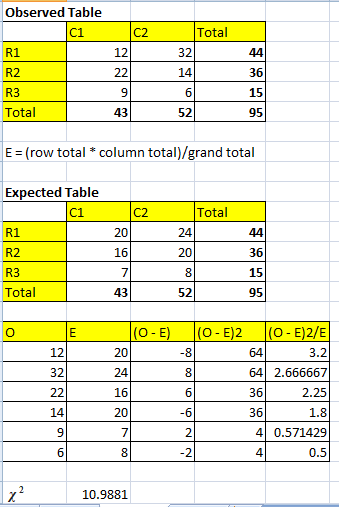 Observed Table
C1 C2 Total
R1 12 32 44
R2 22 14 36
R3 9 6 15
Total 43 52 95
E = (row total * column total)/grand total
Expected Table
C1 C2 Total
R1 20 24 44
R2 16 20 36
R3 7 8 15
Total 43 52 95
O E (O - E) (O - E)2 (O - E)2/E
12 20 -8 64 3.2
32 24 8 64 2.666667
22 16 6 36 2.25
14 20 -6 36 1.8
9 7 2 4 0.571429
6 8 -2 4 0.5
χ² 10.9881